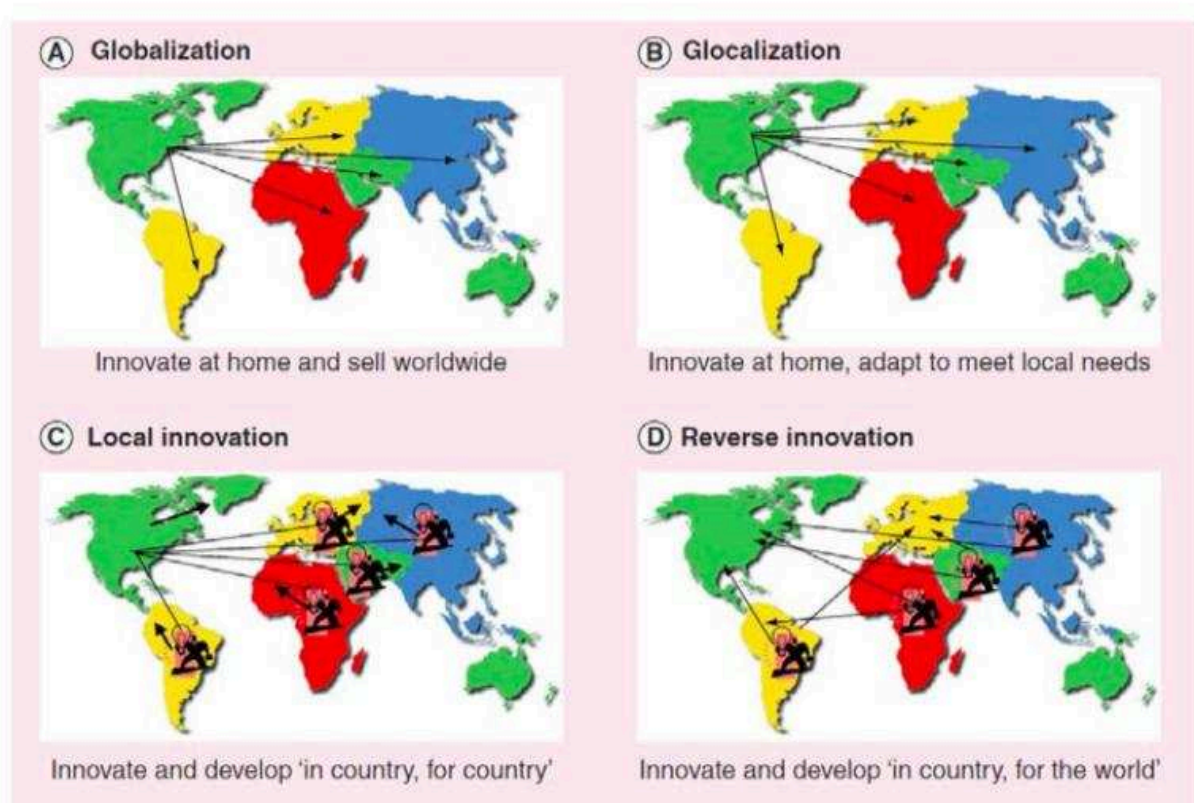 A Globalization
B Glocalization
Innovate at home and sell worldwide
Innovate at home, adapt to meet local needs
C Local innovation
D Reverse innovation
Innovate and develop ‘in country, for country’
Innovate and develop ‘in country, for the world’